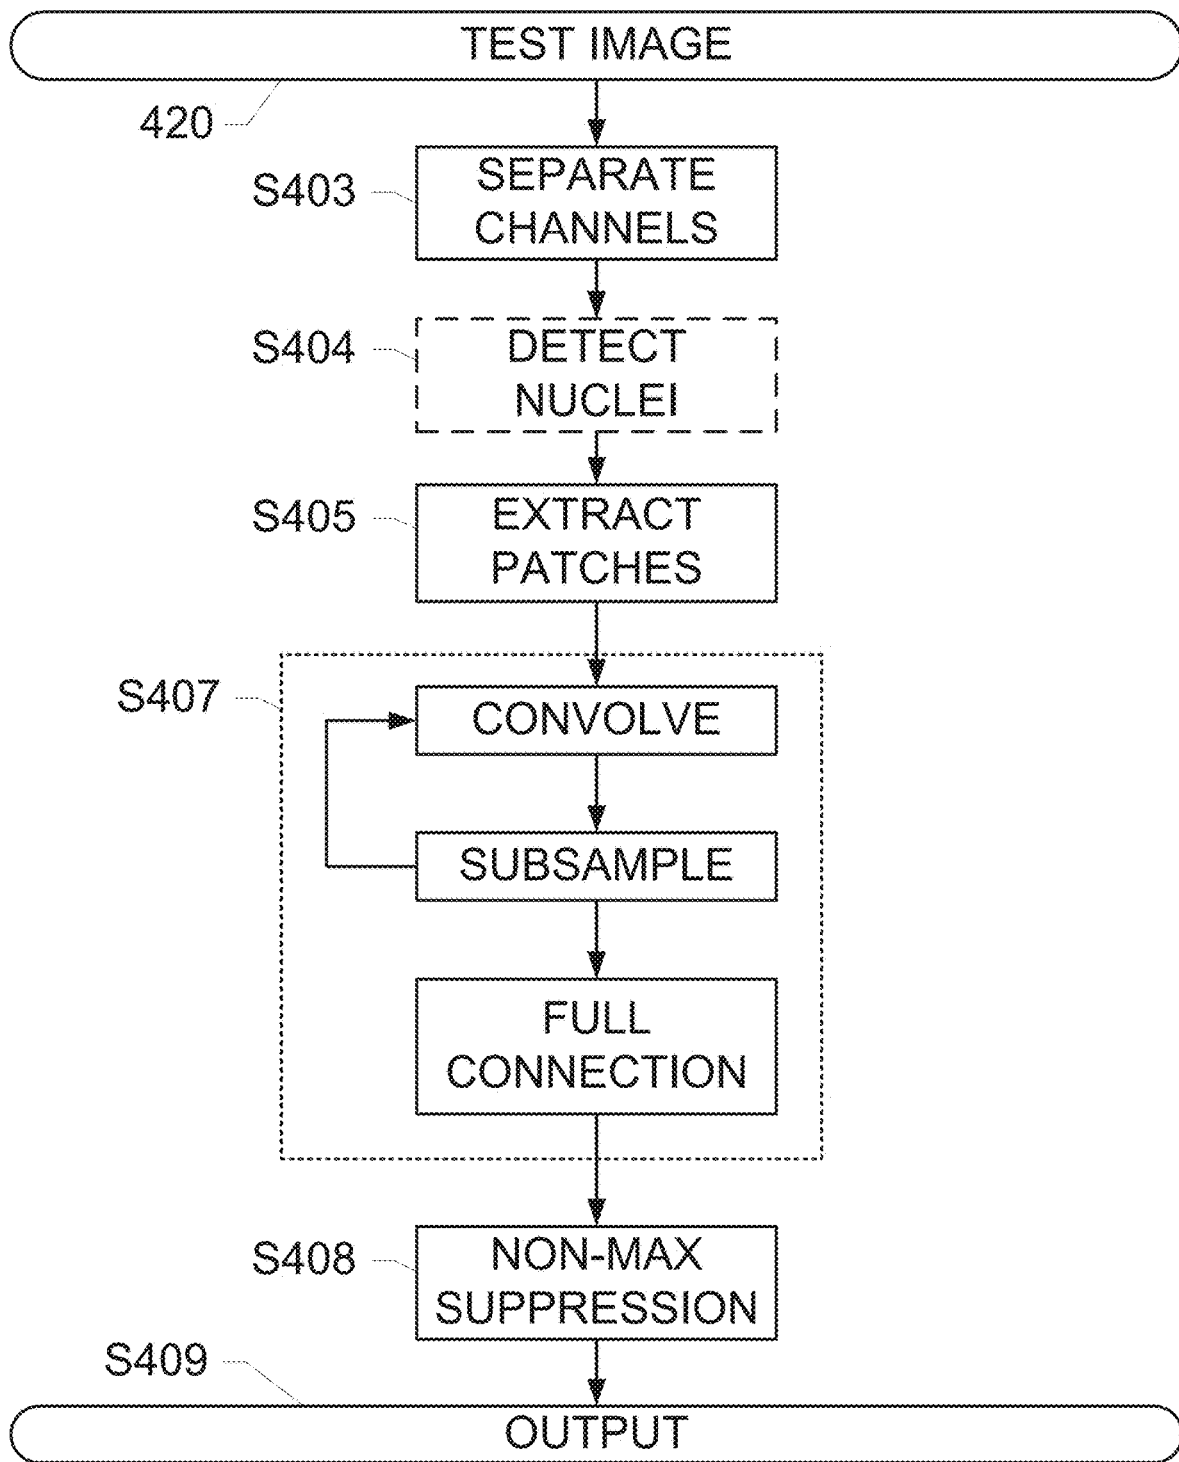 TEST IMAGE
420
S403
SEPARATE
CHANNELS
S404
DETECT
NUCLEI
S405
EXTRACT
PATCHES
S407
CONVOLVE
SUBSAMPLE
FULL
CONNECTION
S408
NON-MAX
SUPPRESSION
S409
OUTPUT